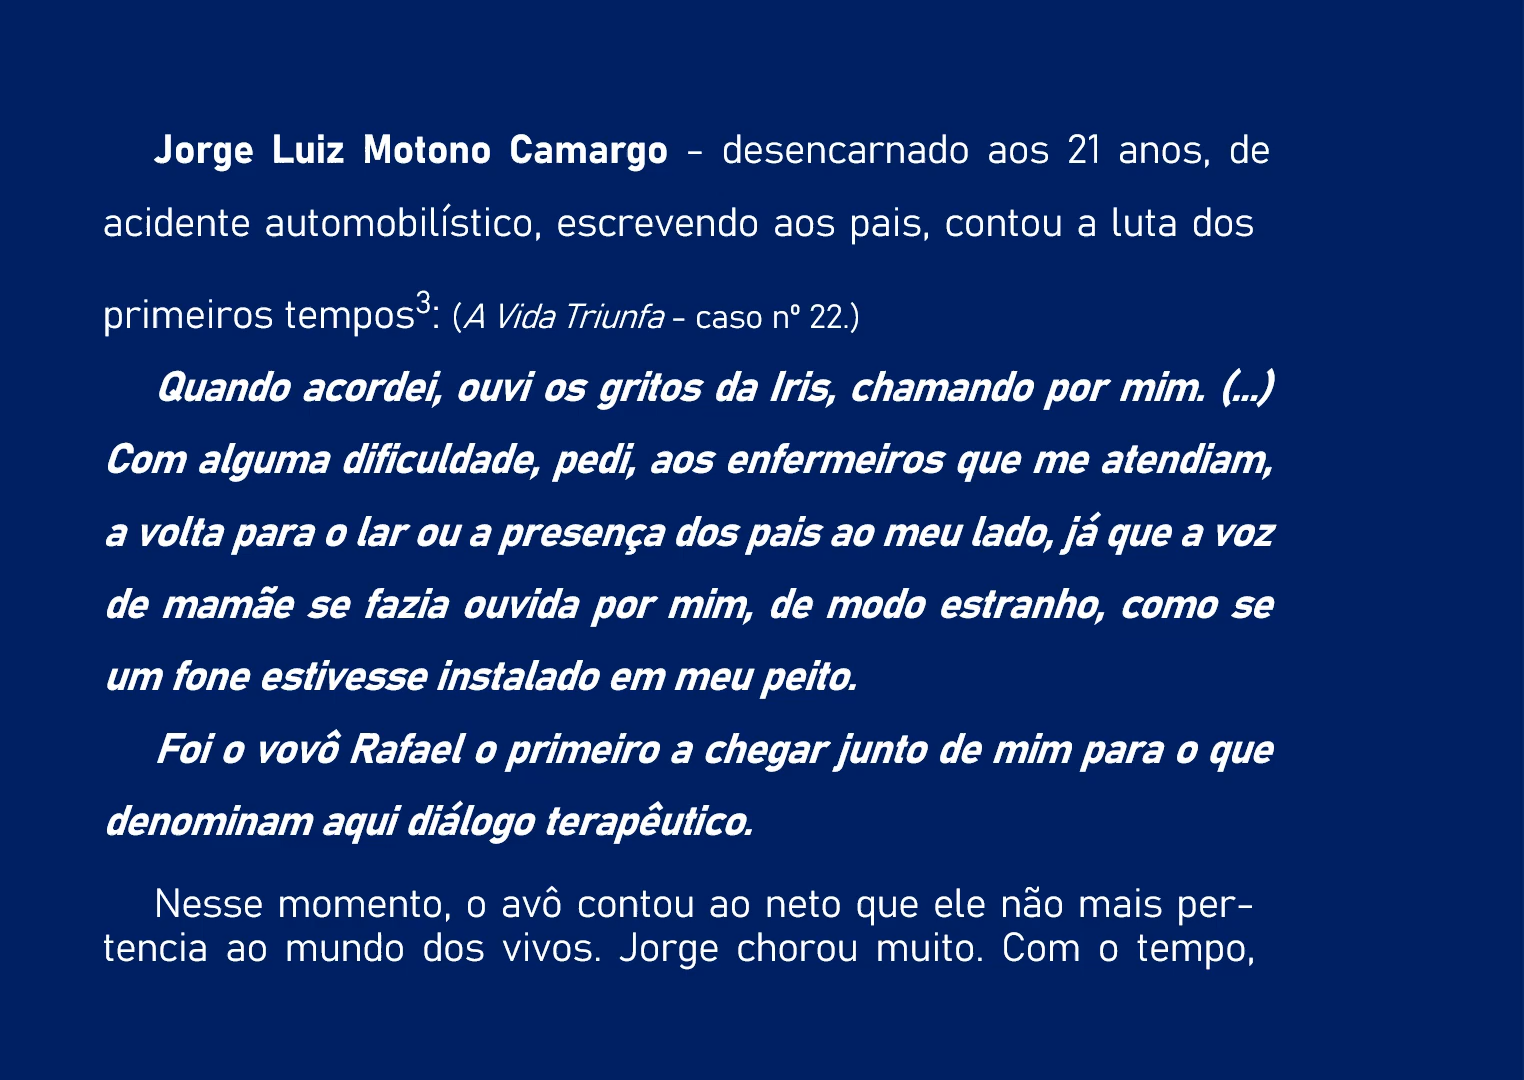 Jorge Luiz Motono Camargo - desencarnado aos 21 anos, de
acidente automobilístico, escrevendo aos pais, contou a luta dos
primeiros tempos³: (A Vida Triunfa - caso nº 22.)
Quando acordei, ouvi os gritos da Iris, chamando por mim. (...)
Com alguma dificuldade, pedi, aos enfermeiros que me atendiam,
a volta para o lar ou a presença dos pais ao meu lado, já que a voz
de mamãe se fazia ouvida por mim, de modo estranho, como se
um fone estivesse instalado em meu peito.
Foi o vovô Rafael o primeiro a chegar junto de mim para o que
denominam aqui diálogo terapêutico.
Nesse momento, o avô contou ao neto que ele não mais per-
tencia ao mundo dos vivos. Jorge chorou muito. Com o tempo,